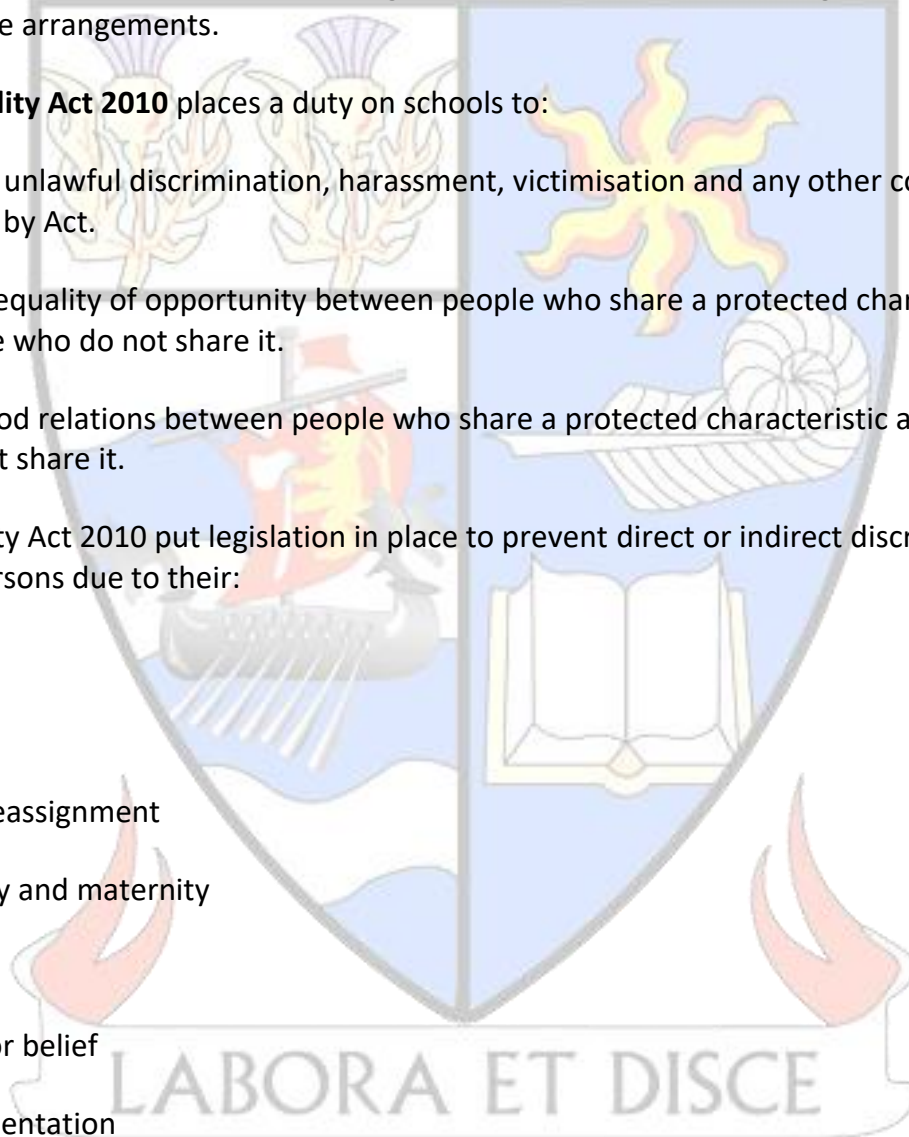 e arrangements.
lity Act 2010 places a duty on schools to:
unlawful discrimination, harassment, victimisation and any other co
by Act.
equality of opportunity between people who share a protected char
e who do not share it.
od relations between people who share a protected characteristic a
t share it.
ty Act 2010 put legislation in place to prevent direct or indirect discr
rsons due to their:
eassignment
y and maternity
or belief
entation
LABORA ET DISCE